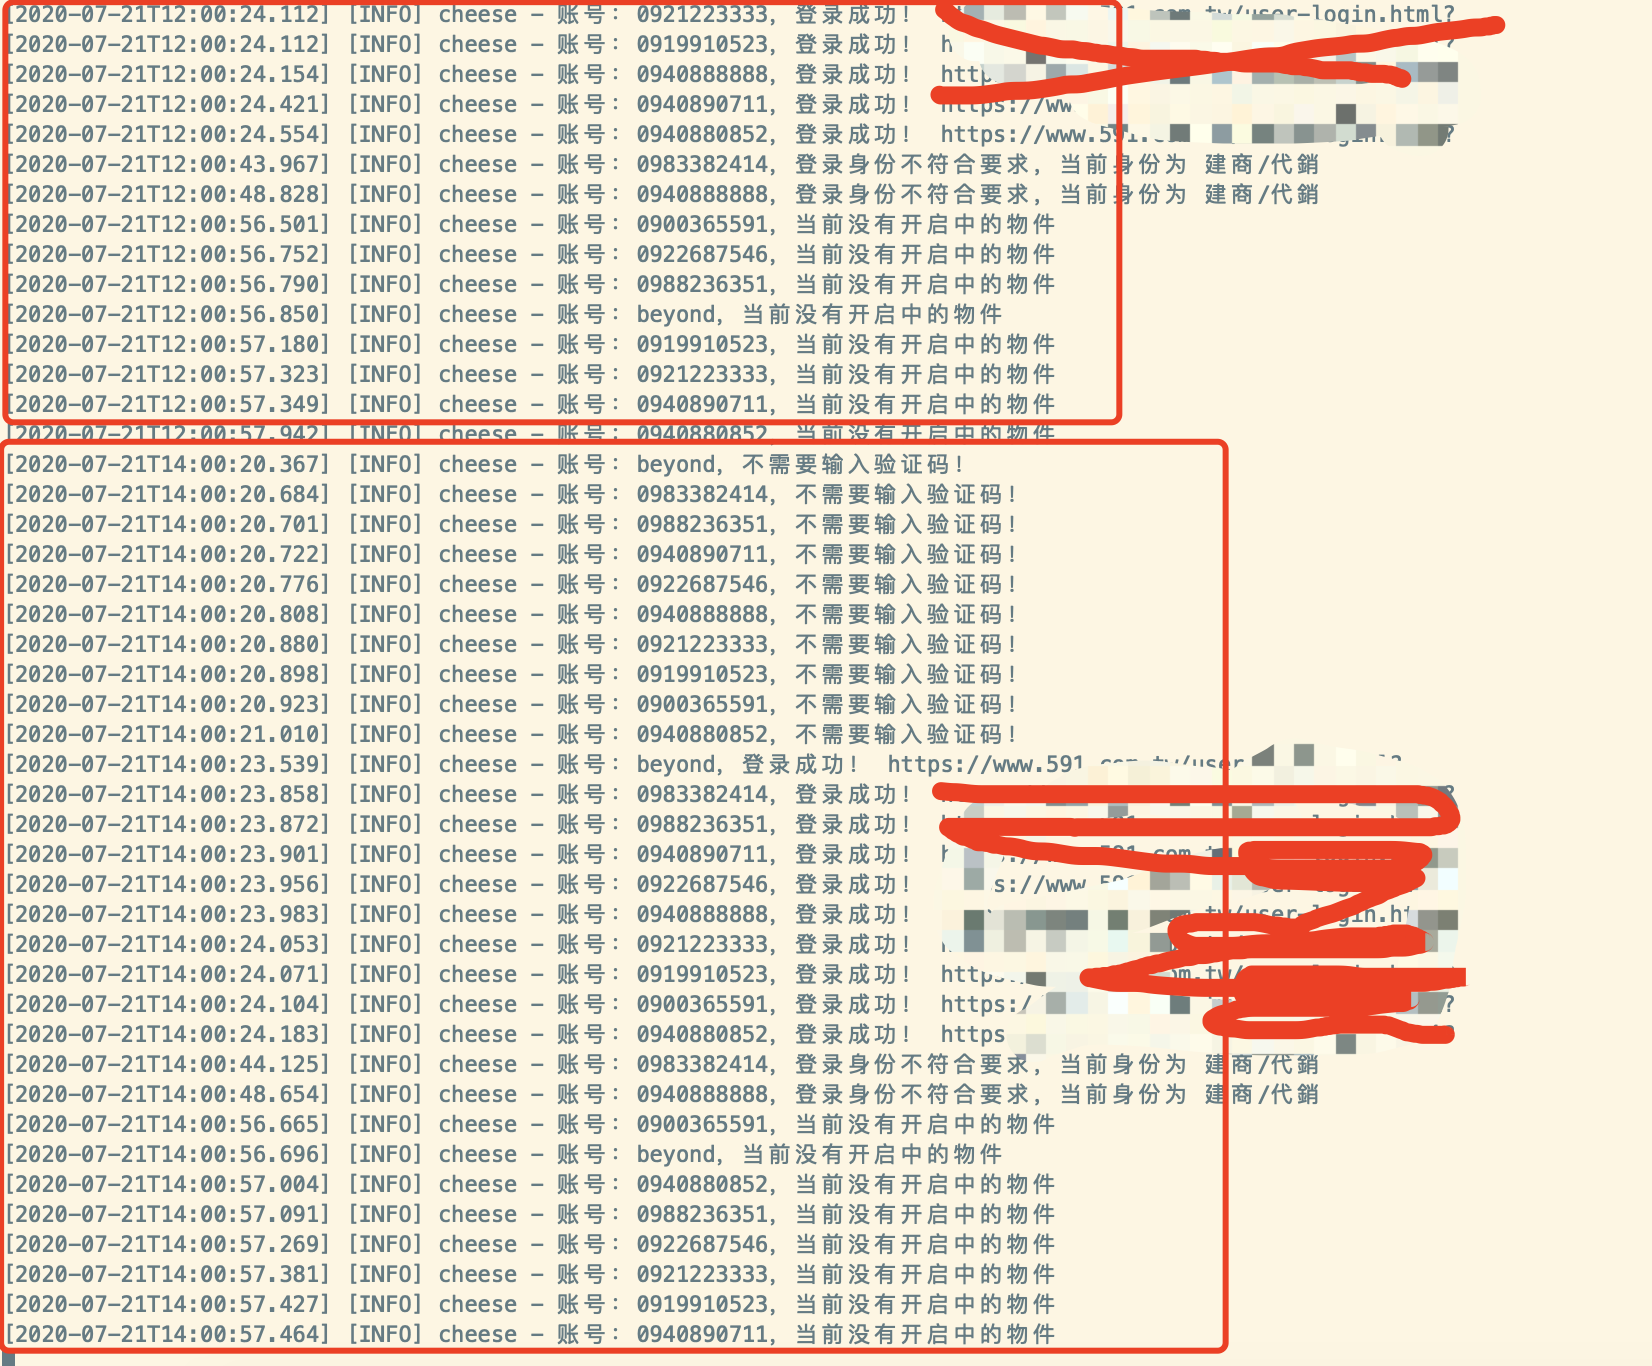 [2020-07-21T12:00:24.112] [INFO] cheese - 账号: 0921223333, 登录成功! .com.tw/user-login.html?
[2020-07-21T12:00:24.112] [INFO] cheese - 账号: 0919910523, 登录成功! h ?
[2020-07-21T12:00:24.154] [INFO] cheese - 账号: 0940888888, 登录成功! http
[2020-07-21T12:00:24.421] [INFO] cheese - 账号: 0940890711, 登录成功! https://ww
[2020-07-21T12:00:24.554] [INFO] cheese - 账号: 0940880852, 登录成功! https://www.591. ?
[2020-07-21T12:00:43.967] [INFO] cheese - 账号: 0983382414, 登录身份不符合要求, 当前身份为 建商/代銷
[2020-07-21T12:00:48.828] [INFO] cheese - 账号: 0940888888, 登录身份不符合要求, 当前身份为 建商/代銷
[2020-07-21T12:00:56.501] [INFO] cheese - 账号: 0900365591, 当前没有开启中的物件
[2020-07-21T12:00:56.752] [INFO] cheese - 账号: 0922687546, 当前没有开启中的物件
[2020-07-21T12:00:56.790] [INFO] cheese - 账号: 0988236351, 当前没有开启中的物件
[2020-07-21T12:00:56.850] [INFO] cheese - 账号: beyond, 当前没有开启中的物件
[2020-07-21T12:00:57.180] [INFO] cheese - 账号: 0919910523, 当前没有开启中的物件
[2020-07-21T12:00:57.323] [INFO] cheese - 账号: 0921223333, 当前没有开启中的物件
[2020-07-21T12:00:57.349] [INFO] cheese - 账号: 0940890711, 当前没有开启中的物件
[2020-07-21T12:00:57.942] [INFO] cheese - 账号: 0940880852, 当前没有开启中的物件
[2020-07-21T14:00:20.367] [INFO] cheese - 账号: beyond, 不需要输入验证码!
[2020-07-21T14:00:20.684] [INFO] cheese - 账号: 0983382414, 不需要输入验证码!
[2020-07-21T14:00:20.701] [INFO] cheese - 账号: 0988236351, 不需要输入验证码!
[2020-07-21T14:00:20.722] [INFO] cheese - 账号: 0940890711, 不需要输入验证码!
[2020-07-21T14:00:20.776] [INFO] cheese - 账号: 0922687546, 不需要输入验证码!
[2020-07-21T14:00:20.808] [INFO] cheese - 账号: 0940888888, 不需要输入验证码!
[2020-07-21T14:00:20.880] [INFO] cheese - 账号: 0921223333, 不需要输入验证码!
[2020-07-21T14:00:20.898] [INFO] cheese - 账号: 0919910523, 不需要输入验证码!
[2020-07-21T14:00:20.923] [INFO] cheese - 账号: 0900365591, 不需要输入验证码!
[2020-07-21T14:00:21.010] [INFO] cheese - 账号: 0940880852, 不需要输入验证码!
[2020-07-21T14:00:23.539] [INFO] cheese - 账号: beyond, 登录成功! https://www.591.com.tw/user
[2020-07-21T14:00:23.858] [INFO] cheese - 账号: 0983382414, 登录成功! ?
[2020-07-21T14:00:23.872] [INFO] cheese - 账号: 0988236351, 登录成功!
[2020-07-21T14:00:23.901] [INFO] cheese - 账号: 0940890711, 登录成功! 591.com.t
[2020-07-21T14:00:23.956] [INFO] cheese - 账号: 0922687546, 登录成功! s://www.59
[2020-07-21T14:00:23.983] [INFO] cheese - 账号: 0940888888, 登录成功! om.tw/user-login.ht
[2020-07-21T14:00:24.053] [INFO] cheese - 账号: 0921223333, 登录成功!
[2020-07-21T14:00:24.071] [INFO] cheese - 账号: 0919910523, 登录成功! https om.tw/
[2020-07-21T14:00:24.104] [INFO] cheese - 账号: 0900365591, 登录成功! https:/ ?
[2020-07-21T14:00:24.183] [INFO] cheese - 账号: 0940880852, 登录成功! https
[2020-07-21T14:00:44.125] [INFO] cheese - 账号: 0983382414, 登录身份不符合要求, 当前身份为 建商/代銷
[2020-07-21T14:00:48.654] [INFO] cheese - 账号: 0940888888, 登录身份不符合要求, 当前身份为 建商/代銷
[2020-07-21T14:00:56.665] [INFO] cheese - 账号: 0900365591, 当前没有开启中的物件
[2020-07-21T14:00:56.696] [INFO] cheese - 账号: beyond, 当前没有开启中的物件
[2020-07-21T14:00:57.004] [INFO] cheese - 账号: 0940880852, 当前没有开启中的物件
[2020-07-21T14:00:57.091] [INFO] cheese - 账号: 0988236351, 当前没有开启中的物件
[2020-07-21T14:00:57.269] [INFO] cheese - 账号: 0922687546, 当前没有开启中的物件
[2020-07-21T14:00:57.381] [INFO] cheese - 账号: 0921223333, 当前没有开启中的物件
[2020-07-21T14:00:57.427] [INFO] cheese - 账号: 0919910523, 当前没有开启中的物件
[2020-07-21T14:00:57.464] [INFO] cheese - 账号: 0940890711, 当前没有开启中的物件